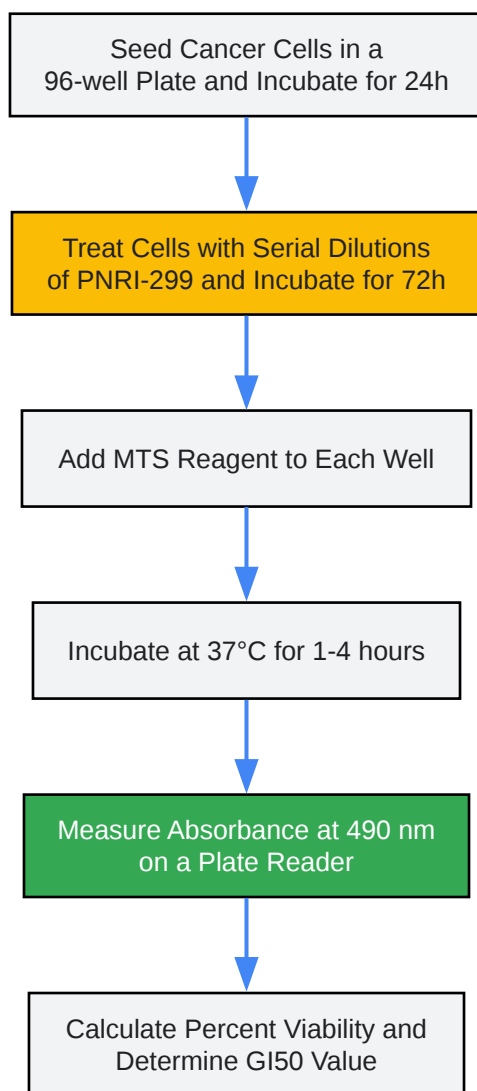 Seed Cancer Cells in a
96-well Plate and Incubate for 24h
Treat Cells with Serial Dilutions
of PNRI-299 and Incubate for 72h
Add MTS Reagent to Each Well
Incubate at 37°C for 1-4 hours
Measure Absorbance at 490 nm
on a Plate Reader
Calculate Percent Viability and
Determine GI50 Value